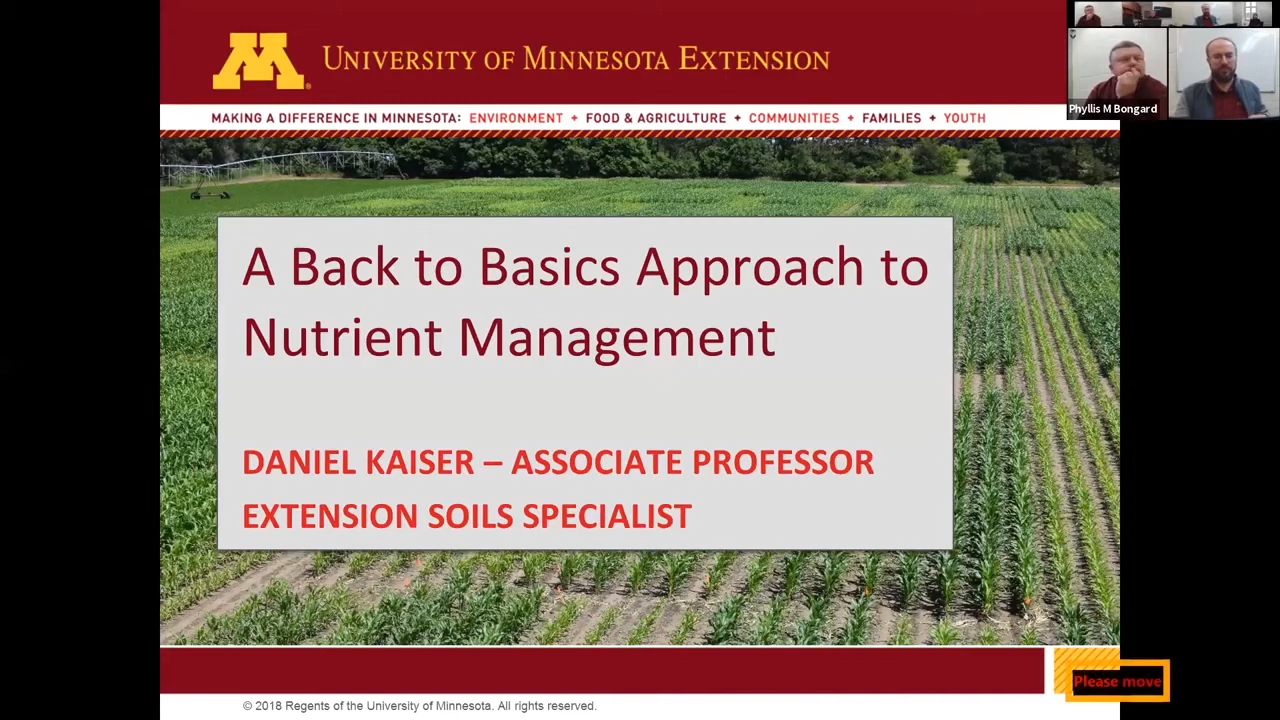 M
UNIVERSITY OF MINNESOTA EXTENSION
MAKING A DIFFERENCE IN MINNESOTA: ENVIRONMENT + FOOD & AGRICULTURE + COMMUNITIES + FAMILIES + YOUTH
Phyllis M Bongard
A Back to Basics Approach to
Nutrient Management
DANIEL KAISER – ASSOCIATE PROFESSOR
EXTENSION SOILS SPECIALIST
Please move
© 2018 Regents of the University of Minnesota. All rights reserved.